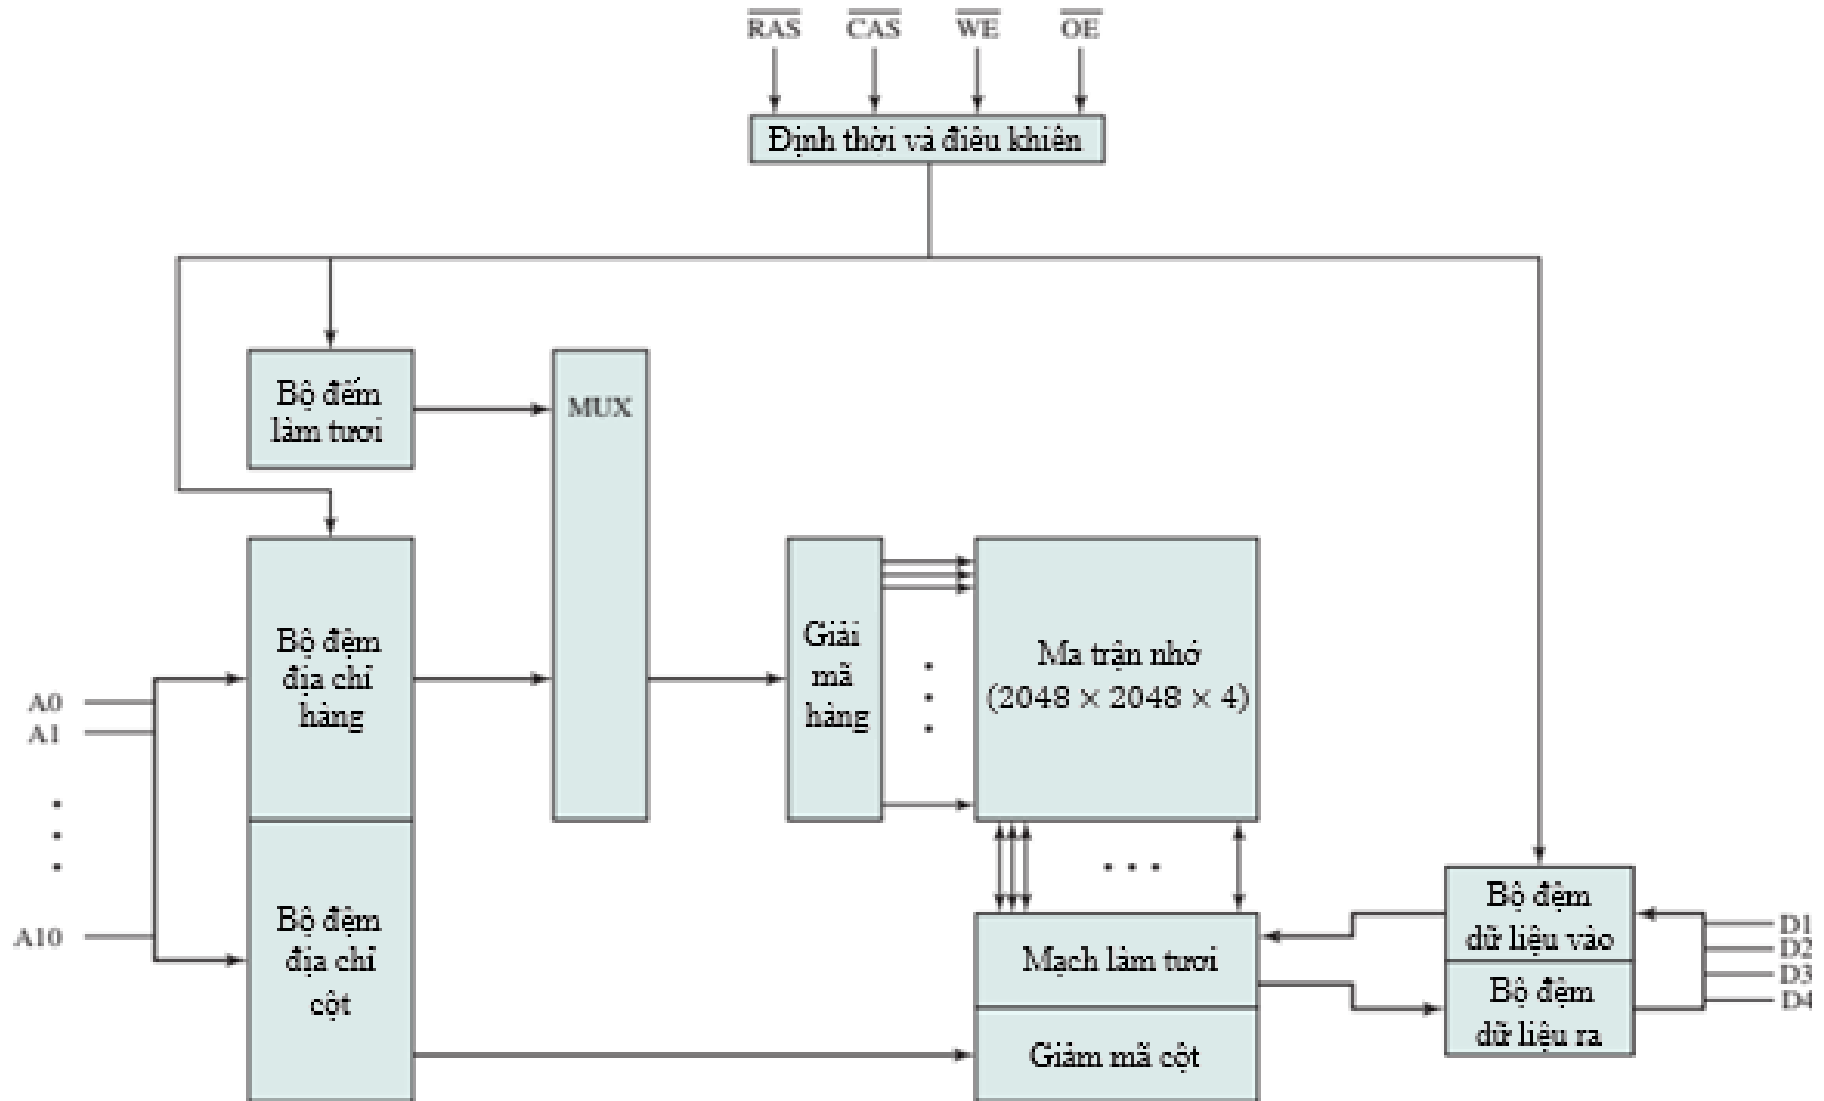 RAS CAS WE OE
Định thời và điều khiển
Bộ đếm
làm tươi
MUX
Bộ đệm
địa chỉ
hàng
Giải
mã
hàng
Ma trận nhớ
(2048 × 2048 × 4)
A0
A1
A10
Bộ đệm
địa chỉ
cột
Mạch làm tươi
Giảm mã cột
Bộ đệm
dữ liệu vào
Bộ đệm
dữ liệu ra
D1
D2
D3
D4